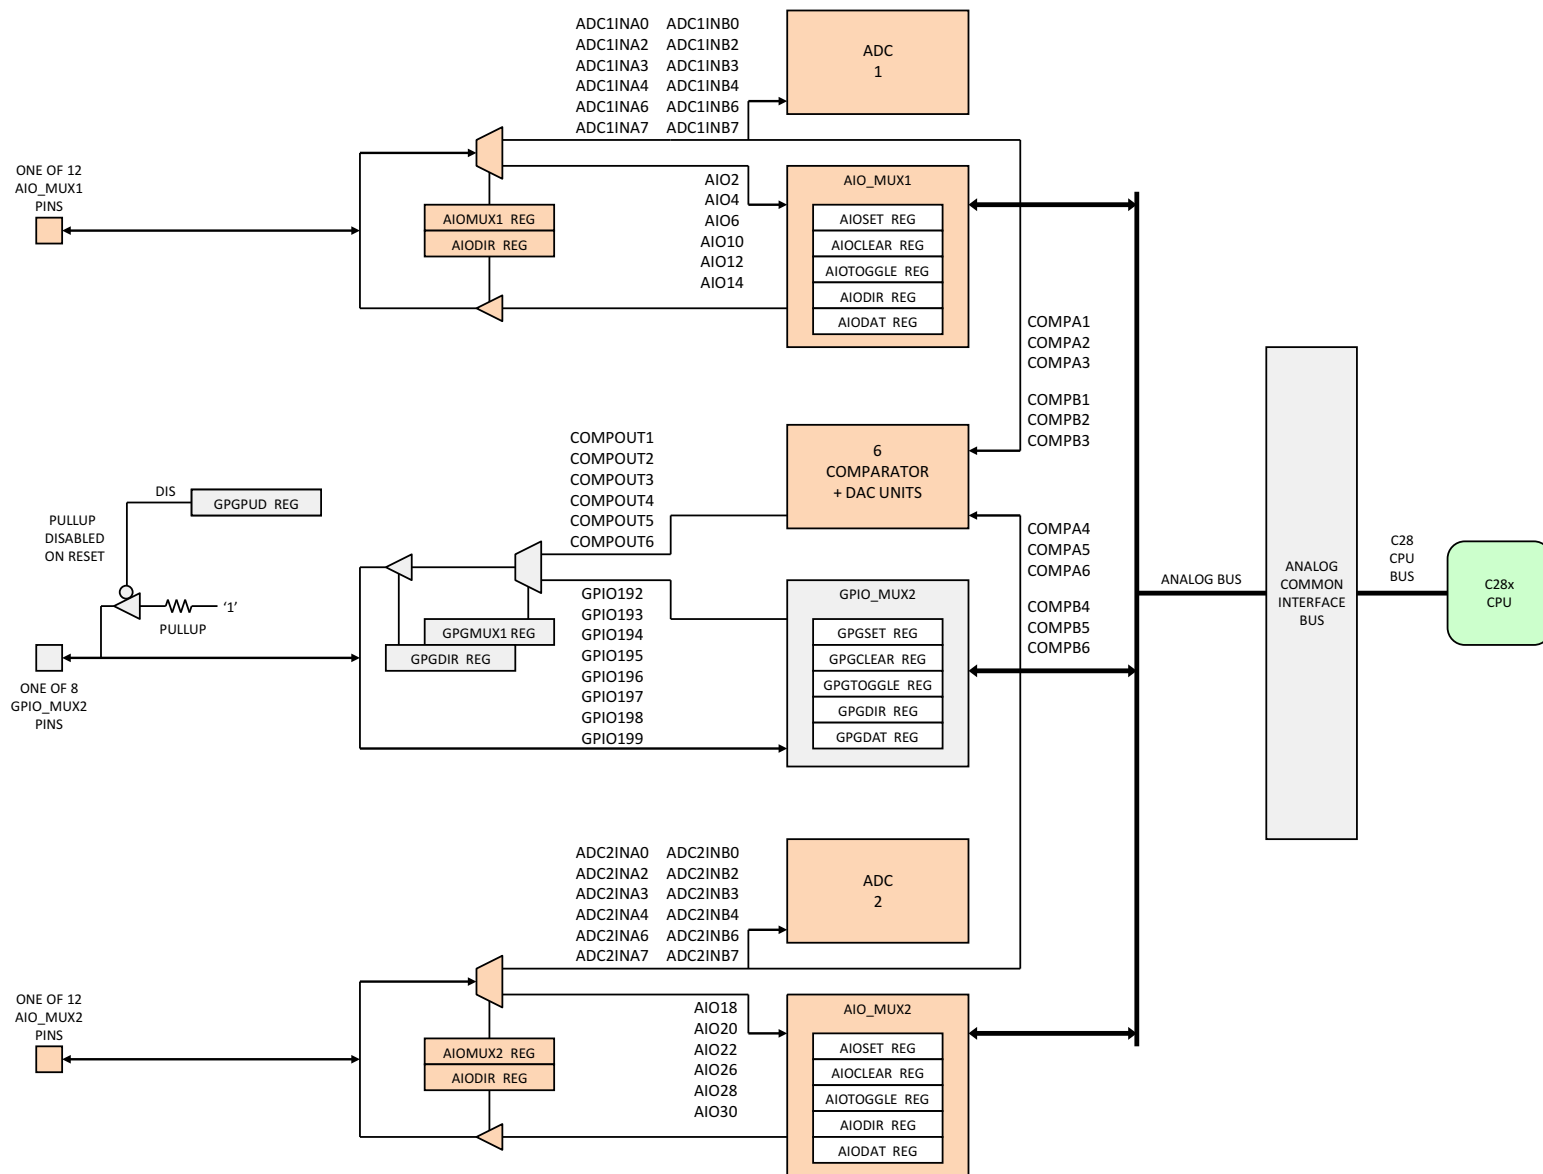 ADC1INA0 ADC1INB0
ADC1INA2 ADC1INB2
ADC1INA3 ADC1INB3
ADC1INA4 ADC1INB4
ADC1INA6 ADC1INB6
ADC1INA7 ADC1INB7
ADC
1
ONE OF 12
AIO_MUX1
PINS
AIOMUX1 REG
AIODIR REG
AIO2
AIO4
AIO6
AIO10
AIO12
AIO14
AIO_MUX1
AIOSET REG
AIOCLEAR REG
AIOTOGGLE REG
AIODIR REG
AIODAT REG
COMPA1
COMPA2
COMPA3
COMPB1
COMPB2
COMPB3
COMPOUT1
COMPOUT2
COMPOUT3
COMPOUT4
COMPOUT5
COMPOUT6
6
COMPARATOR
+ DAC UNITS
DIS
GPGPUD REG
PULLUP
DISABLED
ON RESET
'1'
PULLUP
ONE OF 8
GPIO_MUX2
PINS
GPGMUX1 REG
GPGDIR REG
GPIO192
GPIO193
GPIO194
GPIO195
GPIO196
GPIO197
GPIO198
GPIO199
GPIO_MUX2
GPGSET REG
GPGCLEAR REG
GPGTOGGLE REG
GPGDIR REG
GPGDAT REG
COMPA4
COMPA5
COMPA6
COMPB4
COMPB5
COMPB6
ANALOG BUS
ANALOG
COMMON
INTERFACE
BUS
C28
CPU
BUS
C28x
CPU
ADC2INA0 ADC2INB0
ADC2INA2 ADC2INB2
ADC2INA3 ADC2INB3
ADC2INA4 ADC2INB4
ADC2INA6 ADC2INB6
ADC2INA7 ADC2INB7
ADC
2
ONE OF 12
AIO_MUX2
PINS
AIOMUX2 REG
AIODIR REG
AIO18
AIO20
AIO22
AIO26
AIO28
AIO30
AIO_MUX2
AIOSET REG
AIOCLEAR REG
AIOTOGGLE REG
AIODIR REG
AIODAT REG